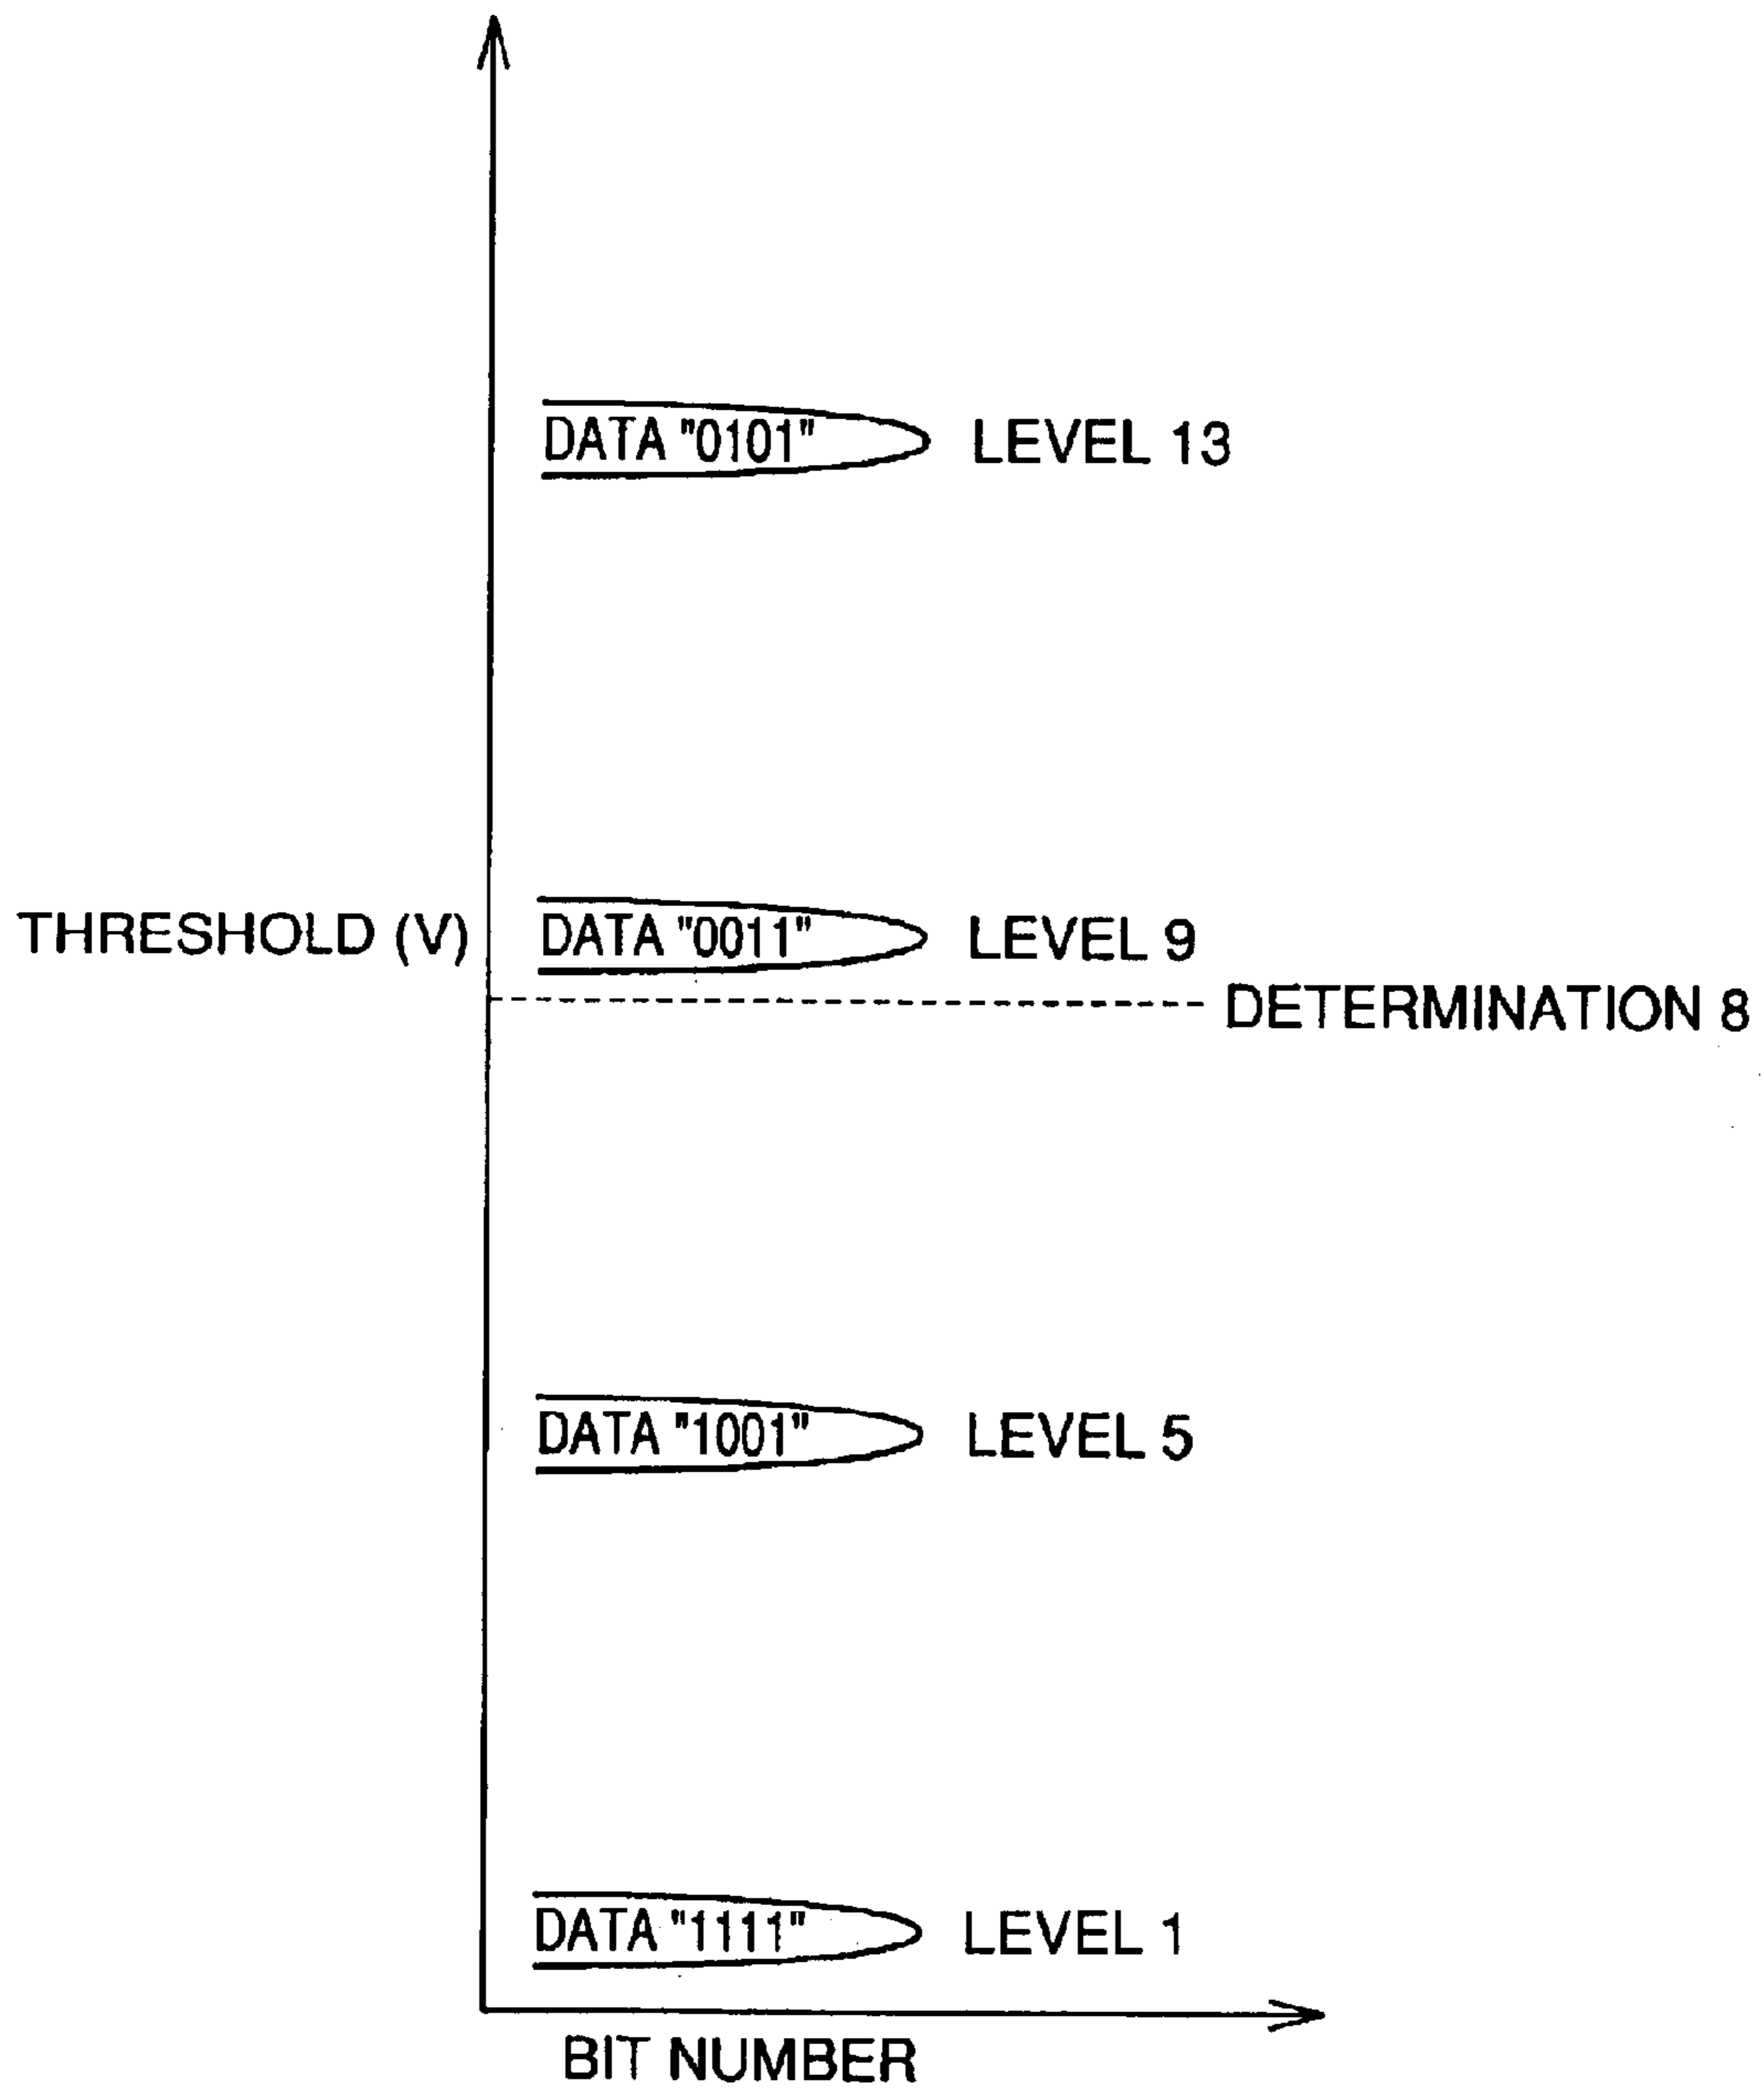 DATA "0101" LEVEL 13
THRESHOLD (V) DATA "0011" LEVEL 9
DETERMINATION 8
DATA "1001" LEVEL 5
DATA "1111" LEVEL 1
BIT NUMBER